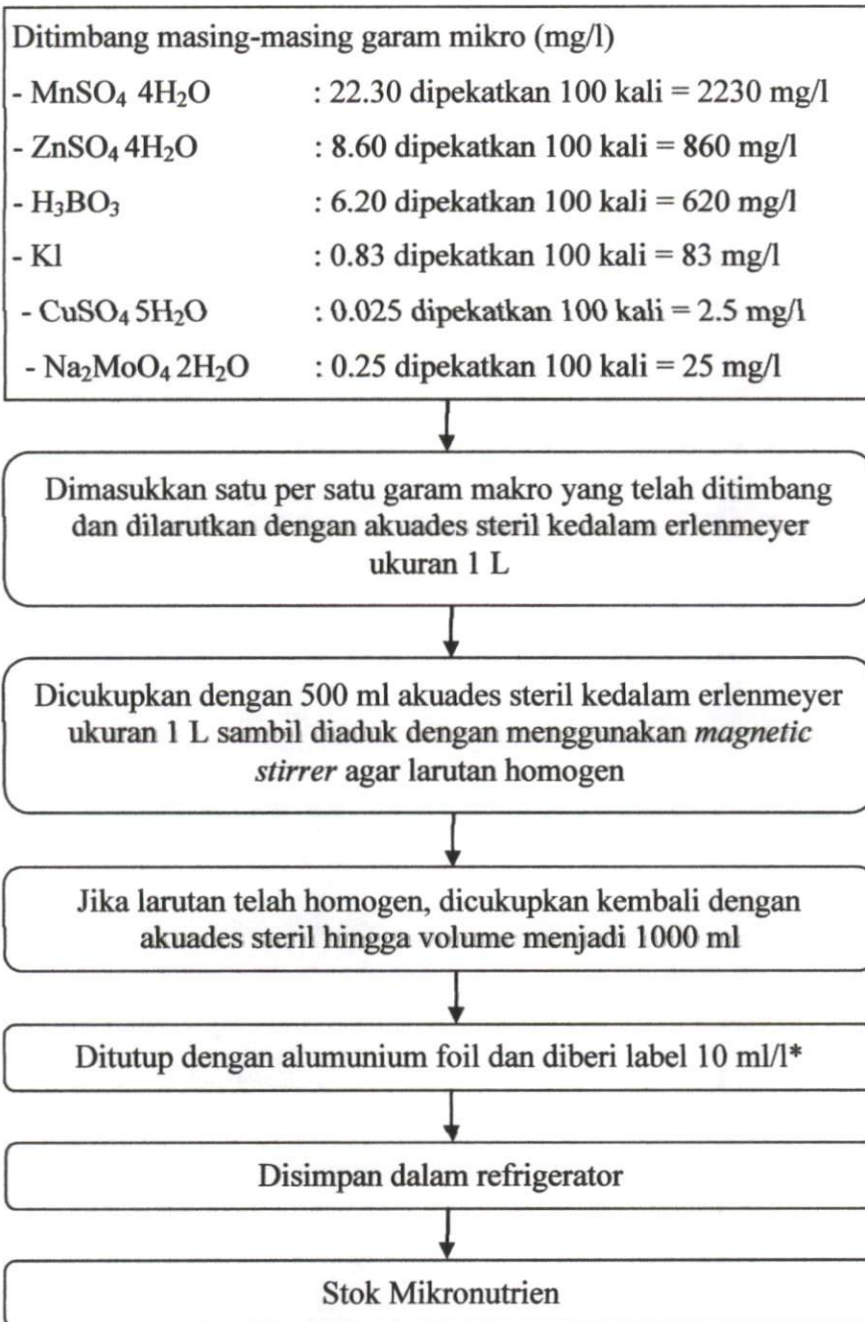 Ditimbang masing-masing garam mikro (mg/l)
- MnSO₄ 4H₂O : 22.30 dipekatkan 100 kali = 2230 mg/l
- ZnSO₄ 4H₂O : 8.60 dipekatkan 100 kali = 860 mg/l
- H₃BO₃ : 6.20 dipekatkan 100 kali = 620 mg/l
- Kl : 0.83 dipekatkan 100 kali = 83 mg/l
- CuSO₄ 5H₂O : 0.025 dipekatkan 100 kali = 2.5 mg/l
- Na₂MoO₄ 2H₂O : 0.25 dipekatkan 100 kali = 25 mg/l
Dimasukkan satu per satu garam makro yang telah ditimbang
dan dilarutkan dengan akuades steril kedalam erlenmeyer
ukuran 1 L
Dicukupkan dengan 500 ml akuades steril kedalam erlenmeyer
ukuran 1 L sambil diaduk dengan menggunakan magnetic
stirrer agar larutan homogen
Jika larutan telah homogen, dicukupkan kembali dengan
akuades steril hingga volume menjadi 1000 ml
Ditutup dengan alumunium foil dan diberi label 10 ml/l*
Disimpan dalam refrigerator
Stok Mikronutrien